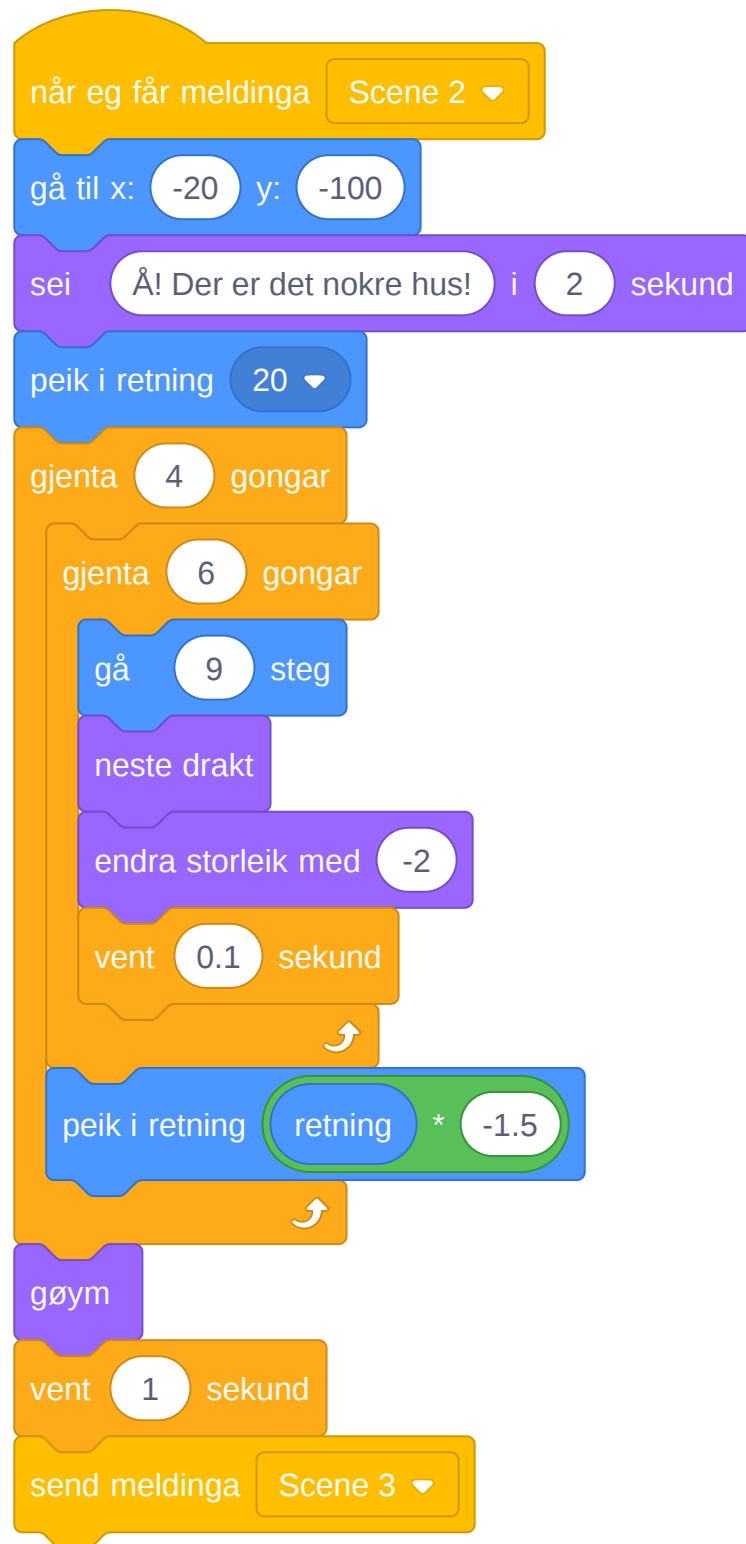 når eg får meldinga Scene 2
gå til x: -20 y: -100
sei Å! Der er det nokre hus! i 2 sekund
peik i retning 20
gjenta 4 gongar
gjenta 6 gongar
gå 9 steg
neste drakt
endra storleik med -2
vent 0.1 sekund
peik i retning retning * -1.5
gøym
vent 1 sekund
send meldinga Scene 3